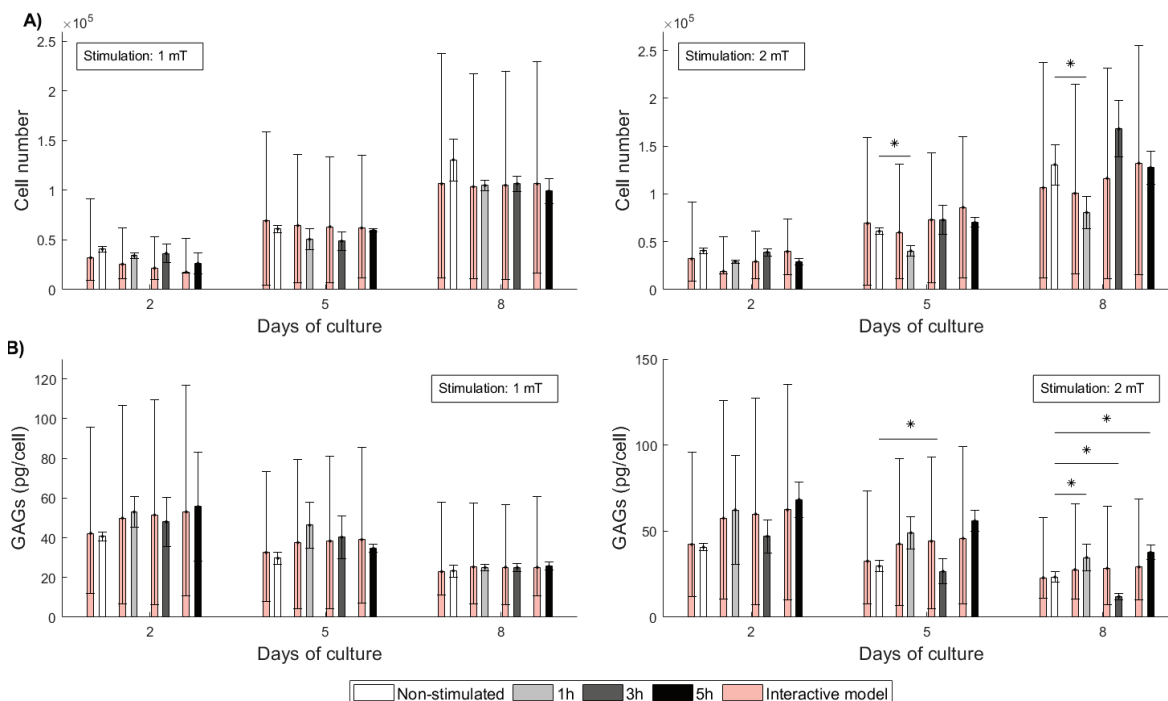 A)
×10⁵
Stimulation: 1 mT
Cell number
2.5
2
1.5
1
0.5
0
2 5 8
Days of culture
×10⁵
Stimulation: 2 mT
Cell number
2.5
2
1.5
1
0.5
0
*
*
2 5 8
Days of culture
B)
Stimulation: 1 mT
GAGs (pg/cell)
120
100
80
60
40
20
0
2 5 8
Days of culture
Stimulation: 2 mT
GAGs (pg/cell)
150
100
50
0
*
*
*
*
2 5 8
Days of culture
Non-stimulated 1h 3h 5h Interactive model